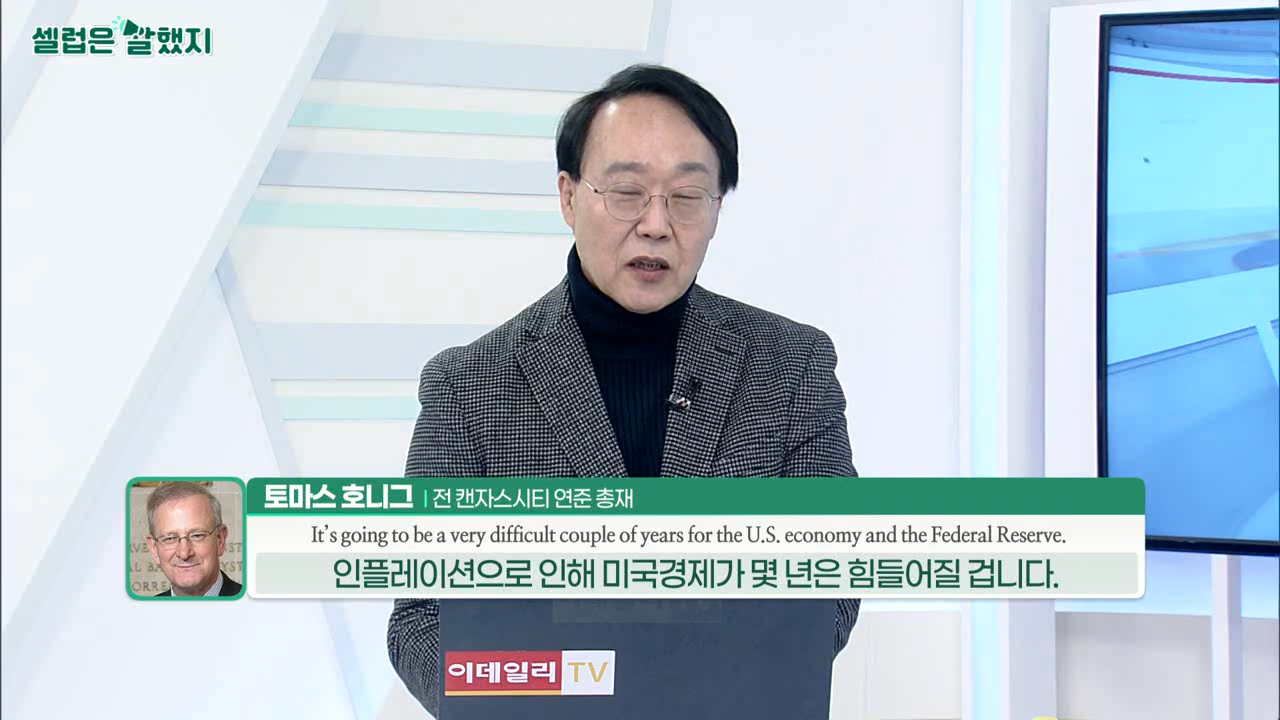 셀럽은 말했지
토마스 호니그 | 전 캔자스시티 연준 총재
It's going to be a very difficult couple of years for the U.S. economy and the Federal Reserve.
인플레이션으로 인해 미국경제가 몇 년은 힘들어질 겁니다.
이데일리 TV